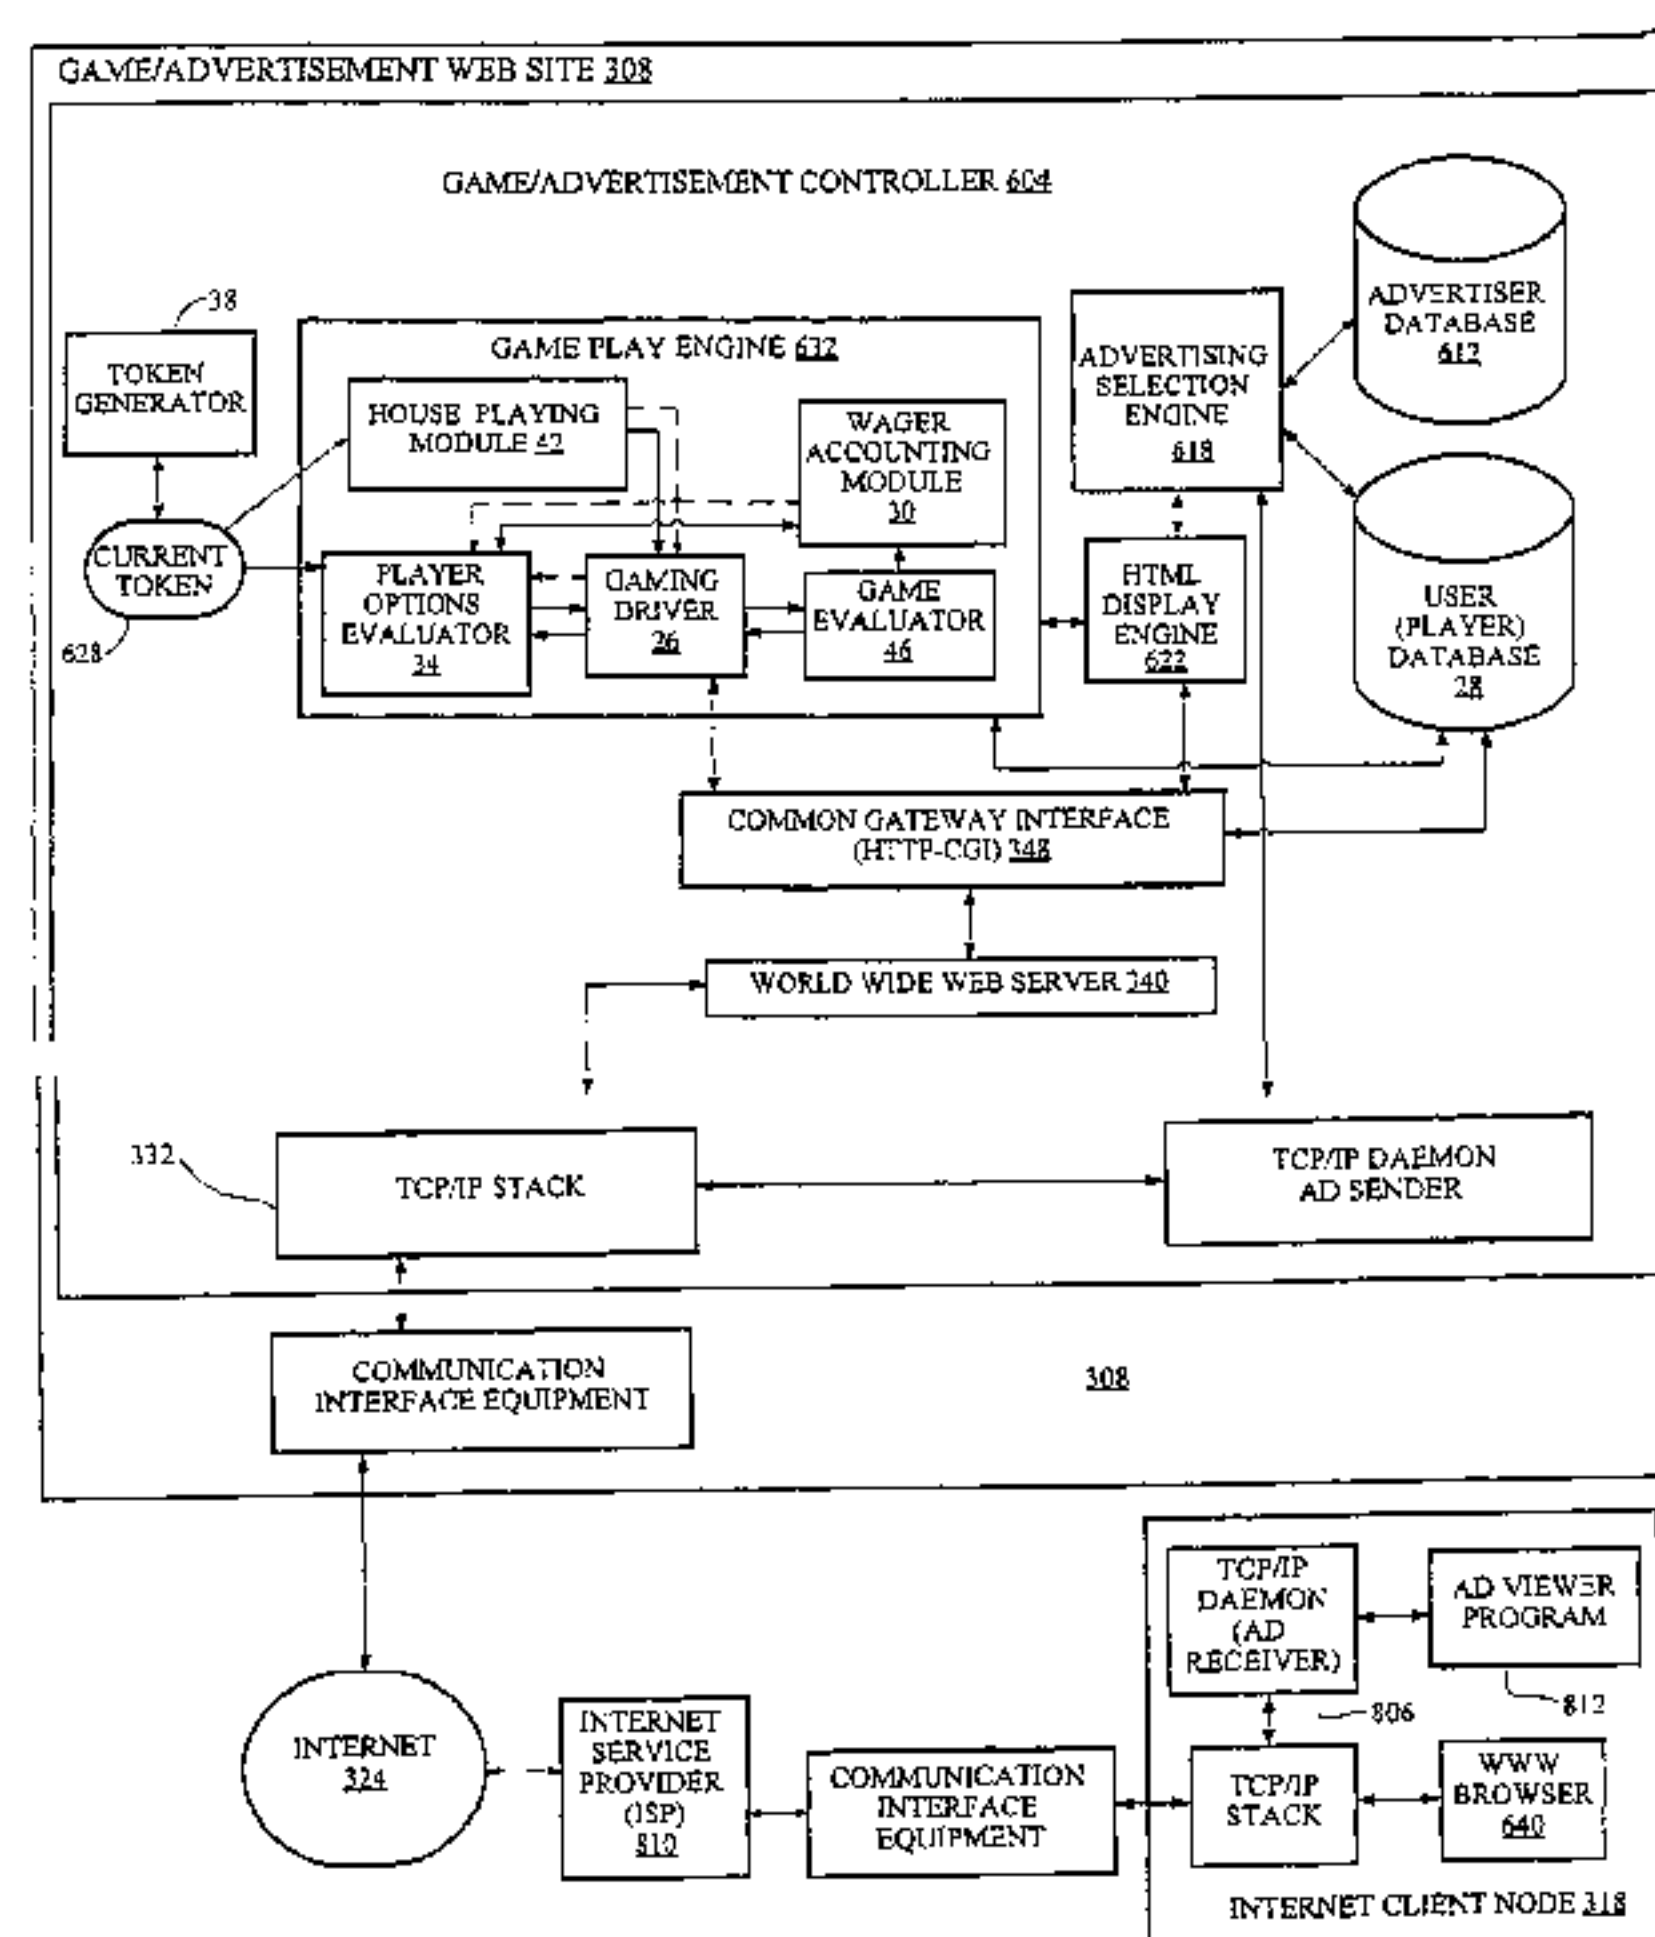 GAME/ADVERTISEMENT WEB SITE 308
GAME/ADVERTISEMENT CONTROLLER 604
38
TOKEN
GENERATOR
CURRENT
TOKEN
628
GAME PLAY ENGINE 632
HOUSE PLAYING
MODULE 42
WAGER
ACCOUNTING
MODULE
30
PLAYER
OPTIONS
EVALUATOR
34
GAMING
DRIVER
26
GAME
EVALUATOR
46
ADVERTISING
SELECTION
ENGINE
618
ADVERTISER
DATABASE
612
HTML
DISPLAY
ENGINE
622
USER
(PLAYER)
DATABASE
28
COMMON GATEWAY INTERFACE
(HTTP-CGI) 348
WORLD WIDE WEB SERVER 340
332
TCP/IP STACK
TCP/IP DAEMON
AD SENDER
COMMUNICATION
INTERFACE EQUIPMENT
308
INTERNET
324
INTERNET
SERVICE
PROVIDER
(ISP)
810
COMMUNICATION
INTERFACE
EQUIPMENT
TCP/IP
DAEMON
(AD
RECEIVER)
AD VIEWER
PROGRAM
812
806
TCP/IP
STACK
WWW
BROWSER
640
INTERNET CLIENT NODE 318